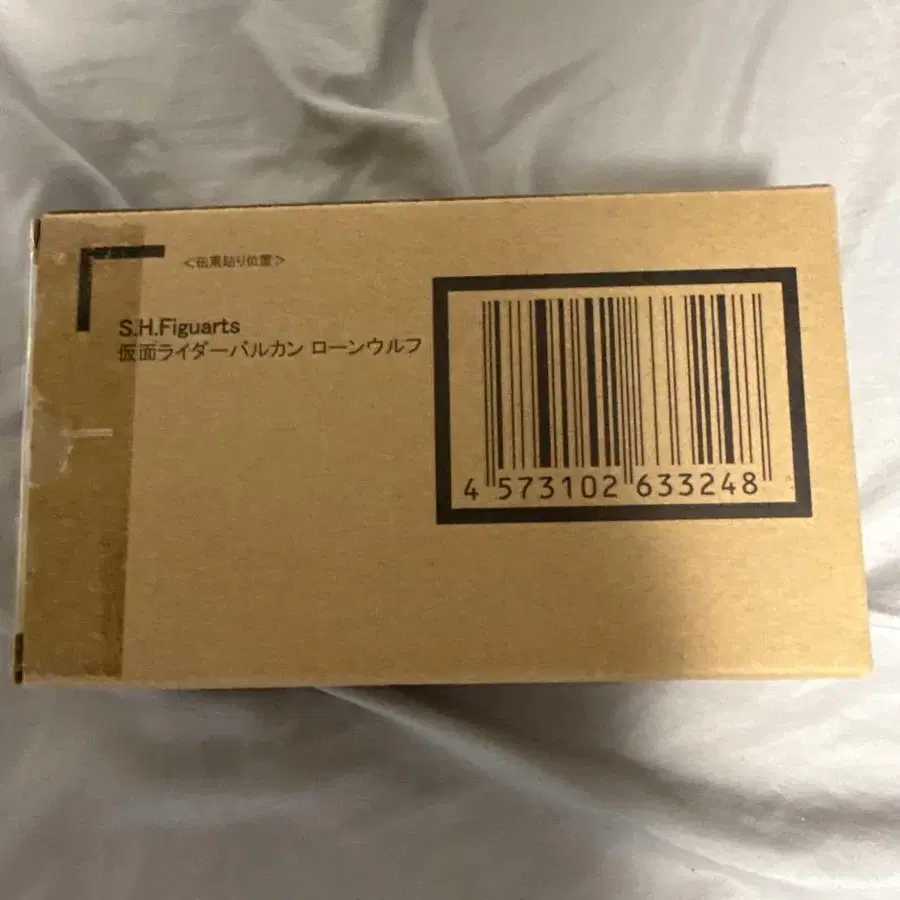 <伝票貼り位置>
S.H.Figuarts
仮面ライダーバルカン ローンウルフ
4 573102 633248